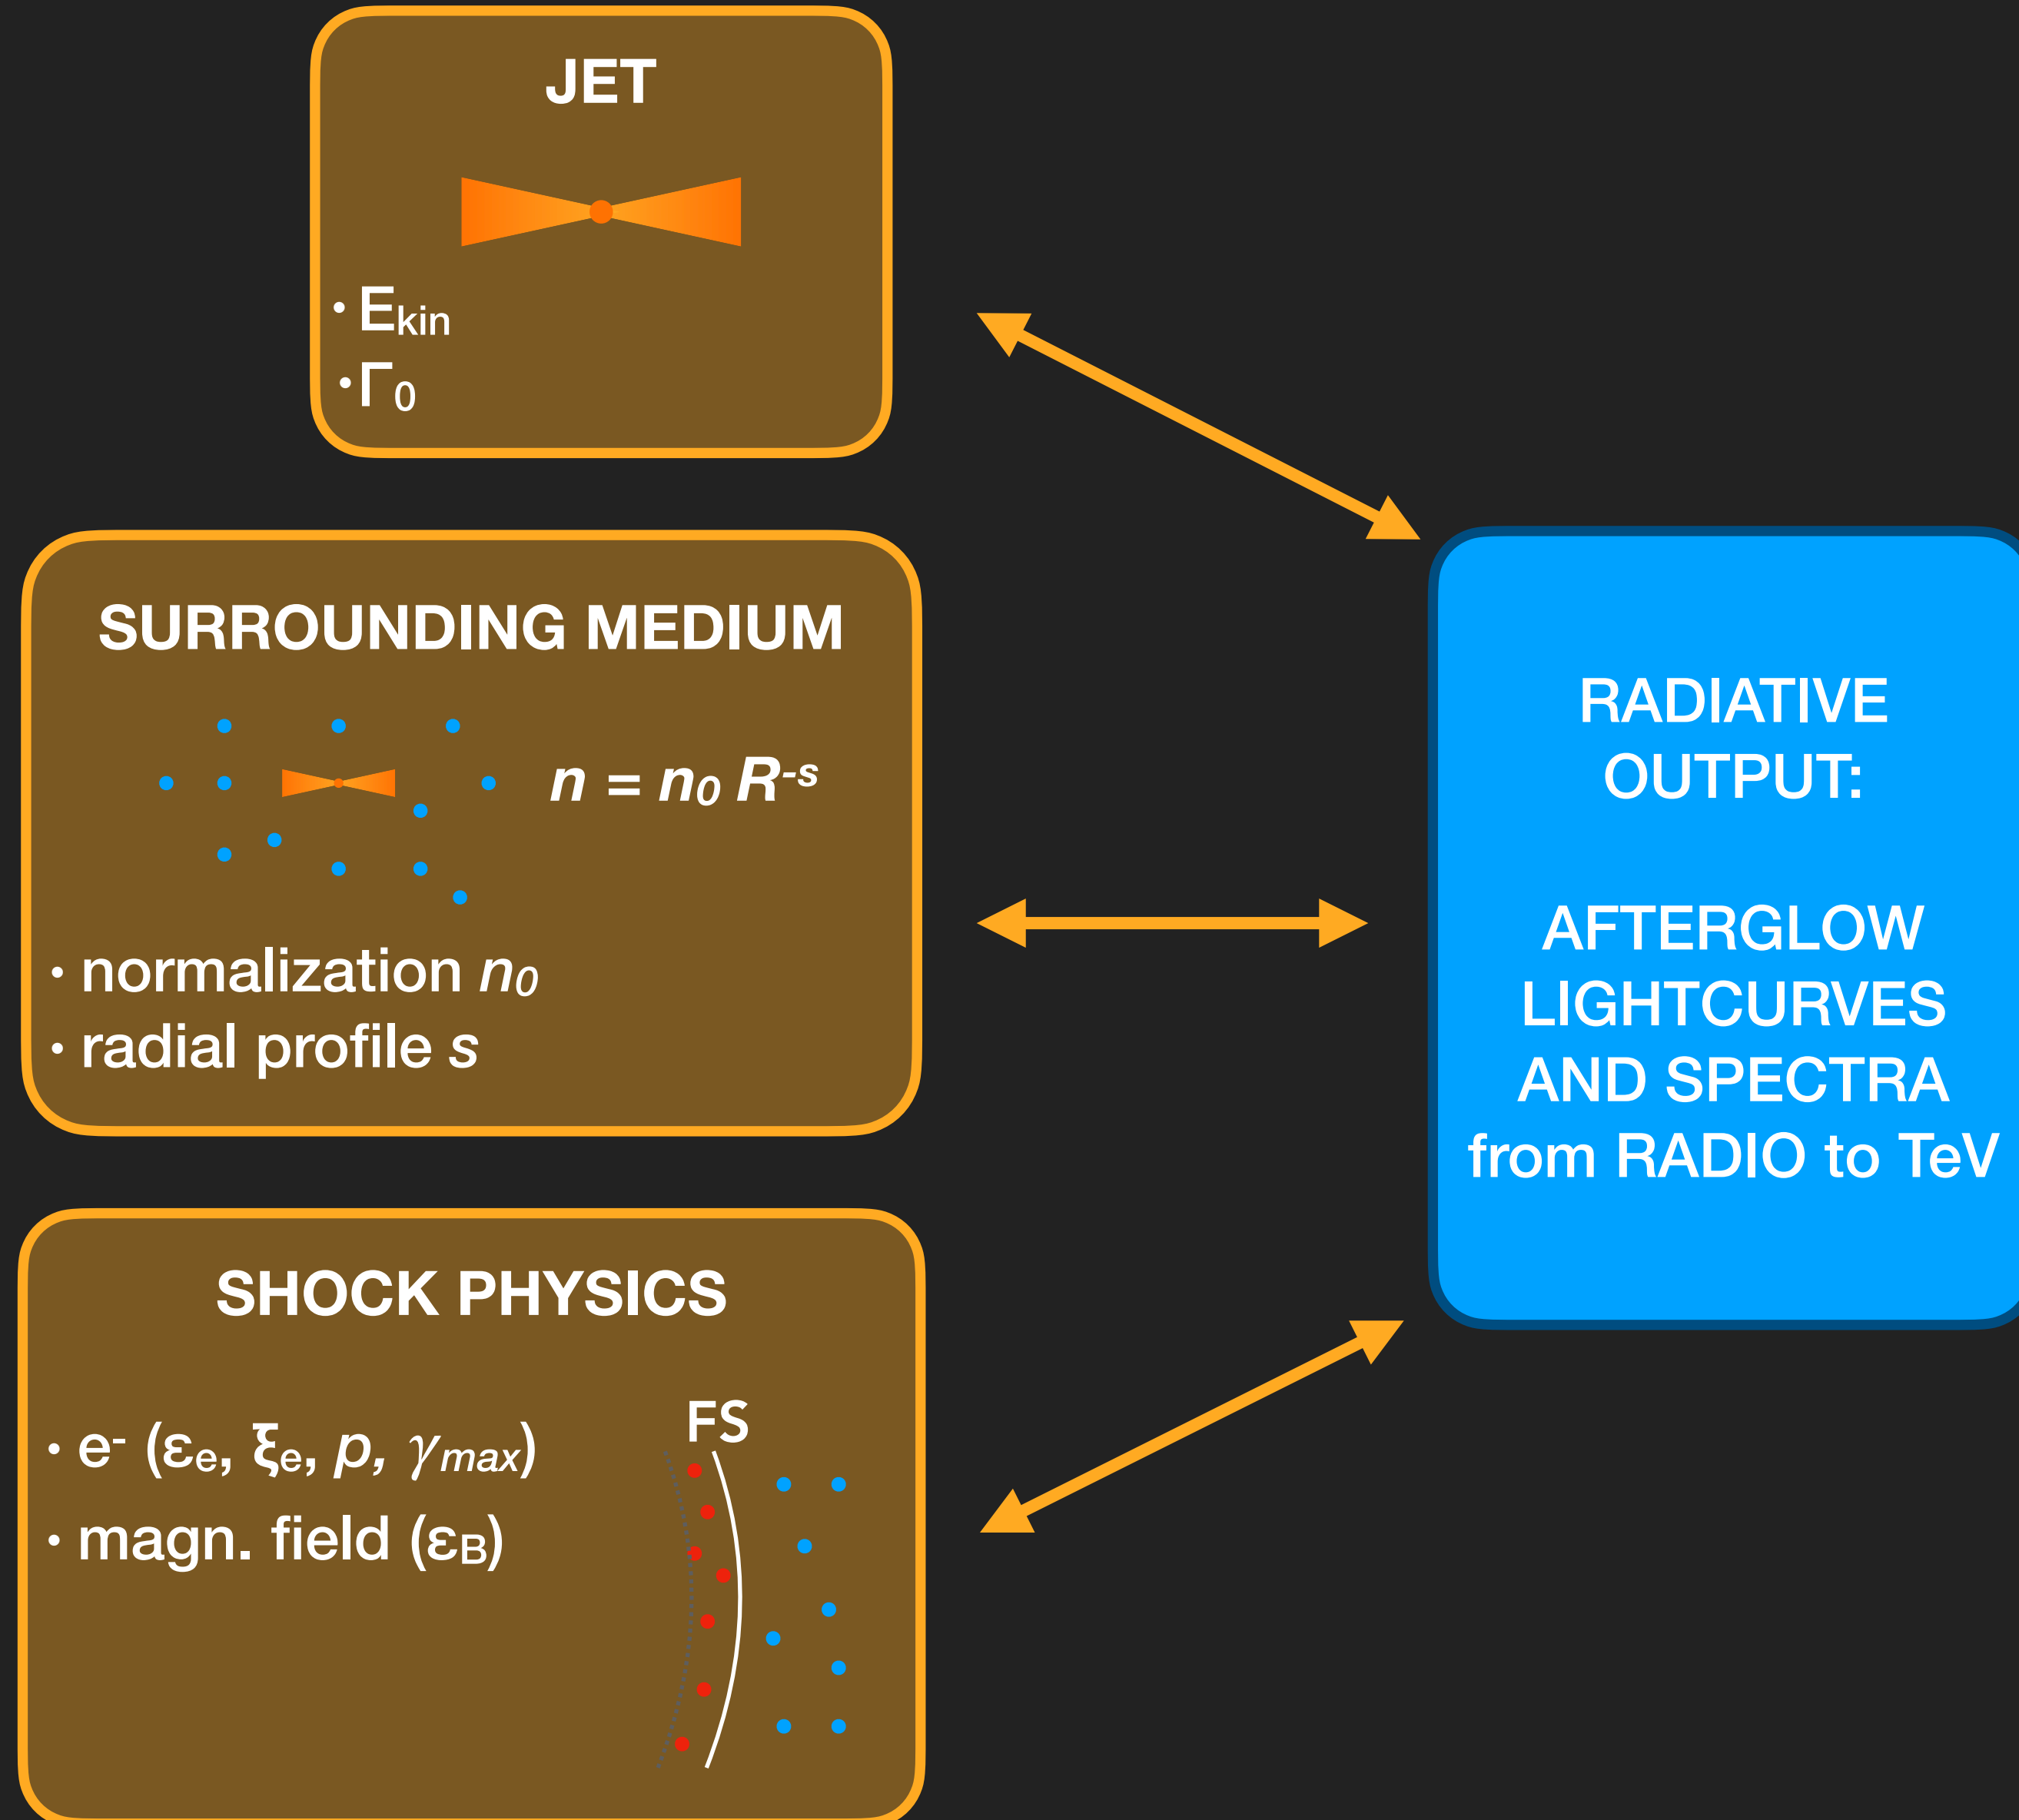 JET
• Ekin
• Γ0
SURROUNDING MEDIUM
n = n0 R-s
• normalization n0
• radial profile s
SHOCK PHYSICS
• e- (εe, ξe, p, γmax)
• magn. field (εB)
FS
RADIATIVE
OUTPUT:
AFTERGLOW
LIGHTCURVES
AND SPECTRA
from RADIO to TeV